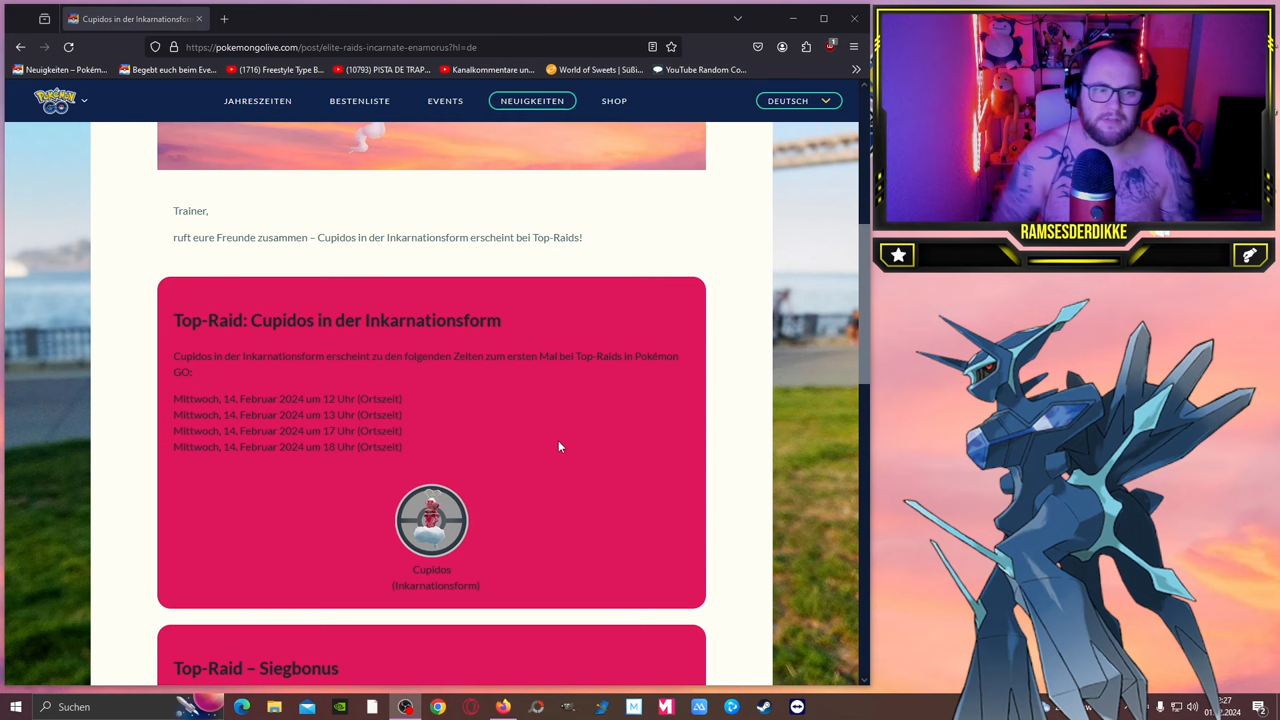 Cupidos in der Inkarnationsform
https://pokemongolive.com/post/elite-raids-incarnate-enamorus?hl=de
1
Neuigkeiten – Pokém...
Begebt euch beim Eve...
(1716) Freestyle Type B...
(10793) PISTA DE TRAP...
Kanalkommentare un...
World of Sweets | Süßi...
YouTube Random Co...
Pokémon GO
JAHRESZEITEN
BESTENLISTE
EVENTS
NEUIGKEITEN
SHOP
DEUTSCH
Trainer,
ruft eure Freunde zusammen – Cupidos in der Inkarnationsform erscheint bei Top-Raids!
Top-Raid: Cupidos in der Inkarnationsform
Cupidos in der Inkarnationsform erscheint zu den folgenden Zeiten zum ersten Mal bei Top-Raids in Pokémon
GO:
Mittwoch, 14. Februar 2024 um 12 Uhr (Ortszeit)
Mittwoch, 14. Februar 2024 um 13 Uhr (Ortszeit)
Mittwoch, 14. Februar 2024 um 17 Uhr (Ortszeit)
Mittwoch, 14. Februar 2024 um 18 Uhr (Ortszeit)
Cupidos
(Inkarnationsform)
Top-Raid – Siegbonus
RAMSESDERDIKKE
Suchen
2